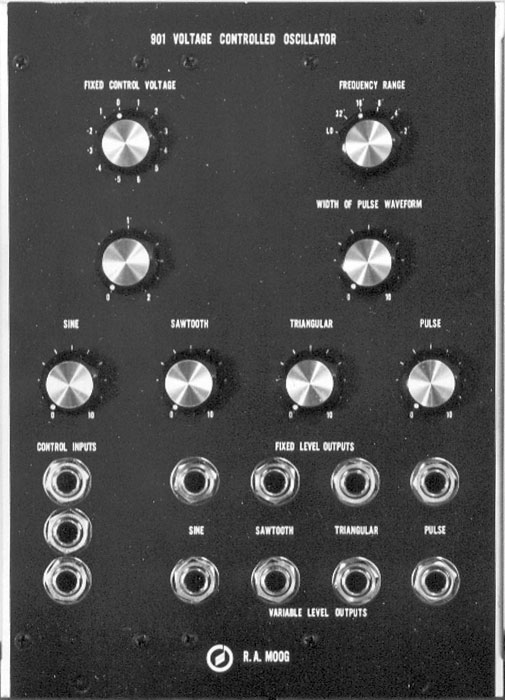 901 VOLTAGE CONTROLLED OSCILLATOR
FIXED CONTROL VOLTAGE
FREQUENCY RANGE
0
-1 1
-2 2
-3 3
-4 4
-5 6 5
16' 8'
32' 4'
LO 2'
WIDTH OF PULSE WAVEFORM
1
0 2
0 10
SINE SAWTOOTH TRIANGULAR PULSE
0 10 0 10 0 10 0 10
CONTROL INPUTS
FIXED LEVEL OUTPUTS
SINE SAWTOOTH TRIANGULAR PULSE
VARIABLE LEVEL OUTPUTS
R.A. MOOG